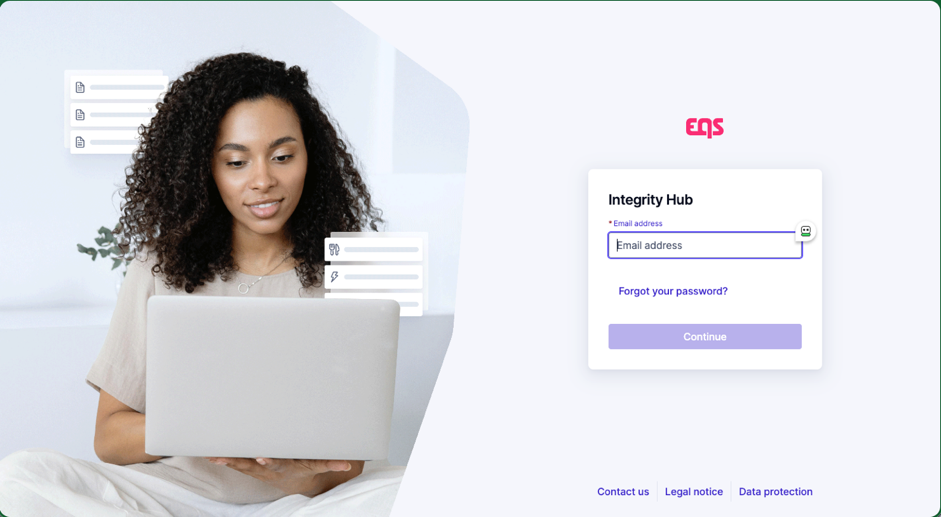 EQS
Integrity Hub
* Email address
Email address
Forgot your password?
Continue
Contact us
Legal notice
Data protection